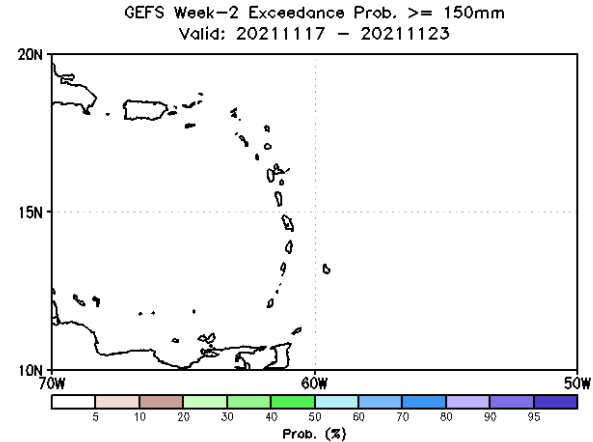 GEFS Week-2 Exceedance Prob. >= 150mm
Valid: 20211117 - 20211123
20N
15N
10N
70W 60W 50W
5 10 20 30 40 50 60 70 80 90 95
Prob. (%)